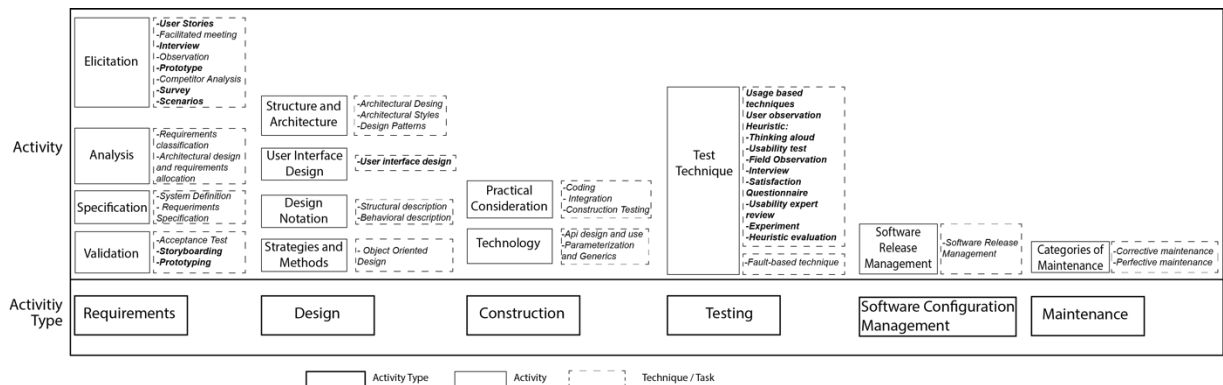 Activity
Elicitation
-User Stories
-Facilitated meeting
-Interview
-Observation
-Prototype
-Competitor Analysis
-Survey
-Scenarios
Analysis
-Requirements
classification
-Architectural design
and requirements
allocation
Specification
-System Definition
- Requeriments
Specification
Validation
-Acceptance Test
-Storyboarding
-Prototyping
Structure and
Architecture
-Architectural Desing
-Architectural Styles
-Design Patterns
User Interface
Design
-User interface design
Design
Notation
-Structural description
-Behavioral description
Strategies and
Methods
- Object Oriented
Design
Practical
Consideration
-Coding
- Integration
-Construction Testing
Technology
-Api design and use
-Parameterization
and Generics
Test
Technique
Usage based
techniques
User observation
Heuristic:
-Thinking aloud
-Usability test
-Field Observation
-Interview
-Satisfaction
Questionnaire
-Usability expert
review
-Experiment
-Heuristic evaluation
-Fault-based technique
Software
Release
Management
-Software Release
Management
Categories of
Maintenance
-Corrective maintenance
-Perfective maintenance
Activitiy
Type
Requirements
Design
Construction
Testing
Software Configuration
Management
Maintenance
Activity Type
Activity
Technique / Task